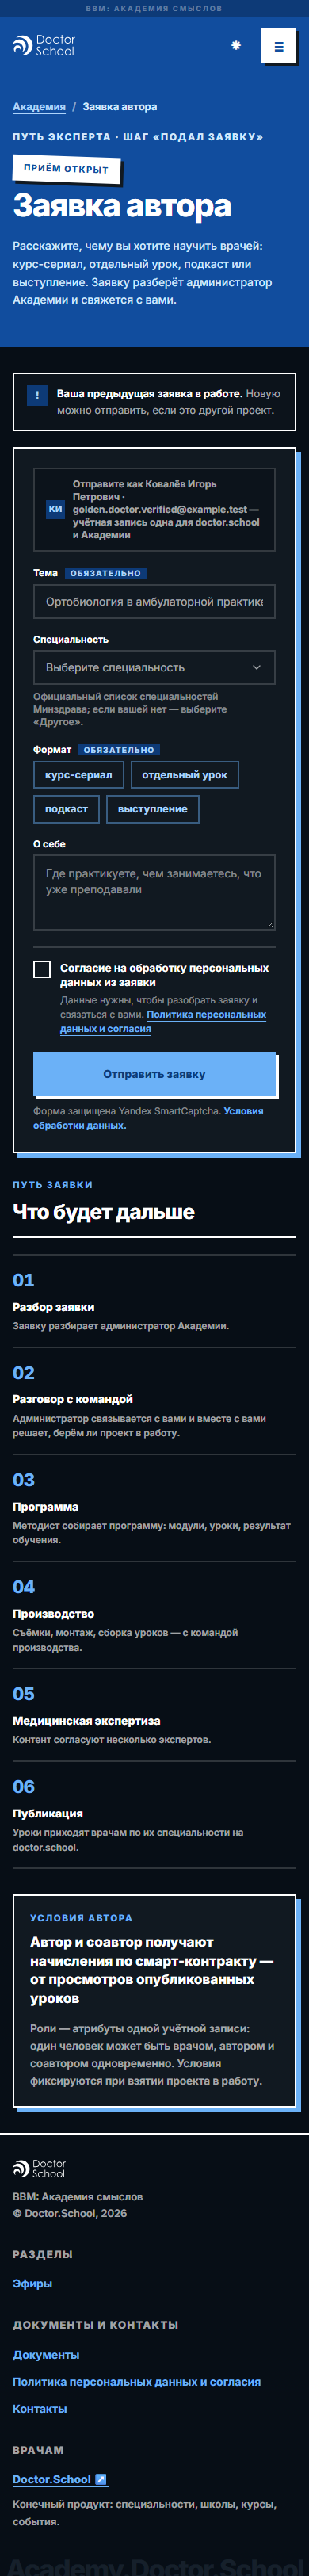 ВВМ: АКАДЕМИЯ СМЫСЛОВ
Doctor
School
Академия / Заявка автора
ПУТЬ ЭКСПЕРТА · ШАГ «ПОДАЛ ЗАЯВКУ»
ПРИЁМ ОТКРЫТ
Заявка автора
Расскажите, чему вы хотите научить врачей:
курс-сериал, отдельный урок, подкаст или
выступление. Заявку разберёт администратор
Академии и свяжется с вами.
! Ваша предыдущая заявка в работе. Новую
можно отправить, если это другой проект.
Отправите как Ковалёв Игорь
Петрович ·
КИ golden.doctor.verified@example.test —
учётная запись одна для doctor.school
и Академии
Тема ОБЯЗАТЕЛЬНО
Ортобиология в амбулаторной практике
Специальность
Выберите специальность
Официальный список специальностей
Минздрава; если вашей нет — выберите
«Другое».
Формат ОБЯЗАТЕЛЬНО
курс-сериал отдельный урок
подкаст выступление
О себе
Где практикуете, чем занимаетесь, что
уже преподавали
Согласие на обработку персональных
данных из заявки
Данные нужны, чтобы разобрать заявку и
связаться с вами. Политика персональных
данных и согласия
Отправить заявку
Форма защищена Yandex SmartCaptcha. Условия
обработки данных.
ПУТЬ ЗАЯВКИ
Что будет дальше
01
Разбор заявки
Заявку разбирает администратор Академии.
02
Разговор с командой
Администратор связывается с вами и вместе с вами
решает, берём ли проект в работу.
03
Программа
Методист собирает программу: модули, уроки, результат
обучения.
04
Производство
Съёмки, монтаж, сборка уроков — с командой
производства.
05
Медицинская экспертиза
Контент согласуют несколько экспертов.
06
Публикация
Уроки приходят врачам по их специальности на
doctor.school.
УСЛОВИЯ АВТОРА
Автор и соавтор получают
начисления по смарт-контракту —
от просмотров опубликованных
уроков
Роли — атрибуты одной учётной записи:
один человек может быть врачом, автором и
соавтором одновременно. Условия
фиксируются при взятии проекта в работу.
Doctor
School
ВВМ: Академия смыслов
© Doctor.School, 2026
РАЗДЕЛЫ
Эфиры
ДОКУМЕНТЫ И КОНТАКТЫ
Документы
Политика персональных данных и согласия
Контакты
ВРАЧАМ
Doctor.School ↗
Конечный продукт: специальности, школы, курсы,
события.
Academy.Doctor.School